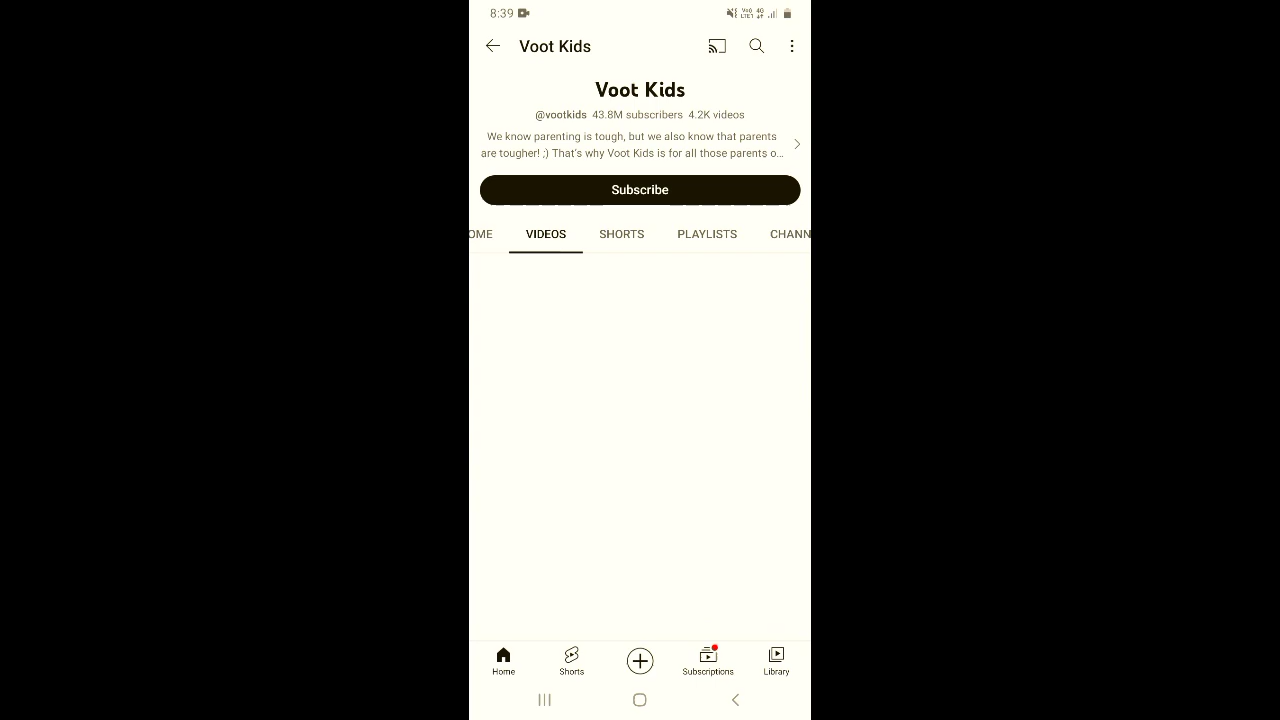 8:39
Voot Kids
Voot Kids
@vootkids 43.8M subscribers 4.2K videos
We know parenting is tough, but we also know that parents
are tougher! ;) That's why Voot Kids is for all those parents o...
Subscribe
OME VIDEOS SHORTS PLAYLISTS CHANN
Home Shorts Subscriptions Library